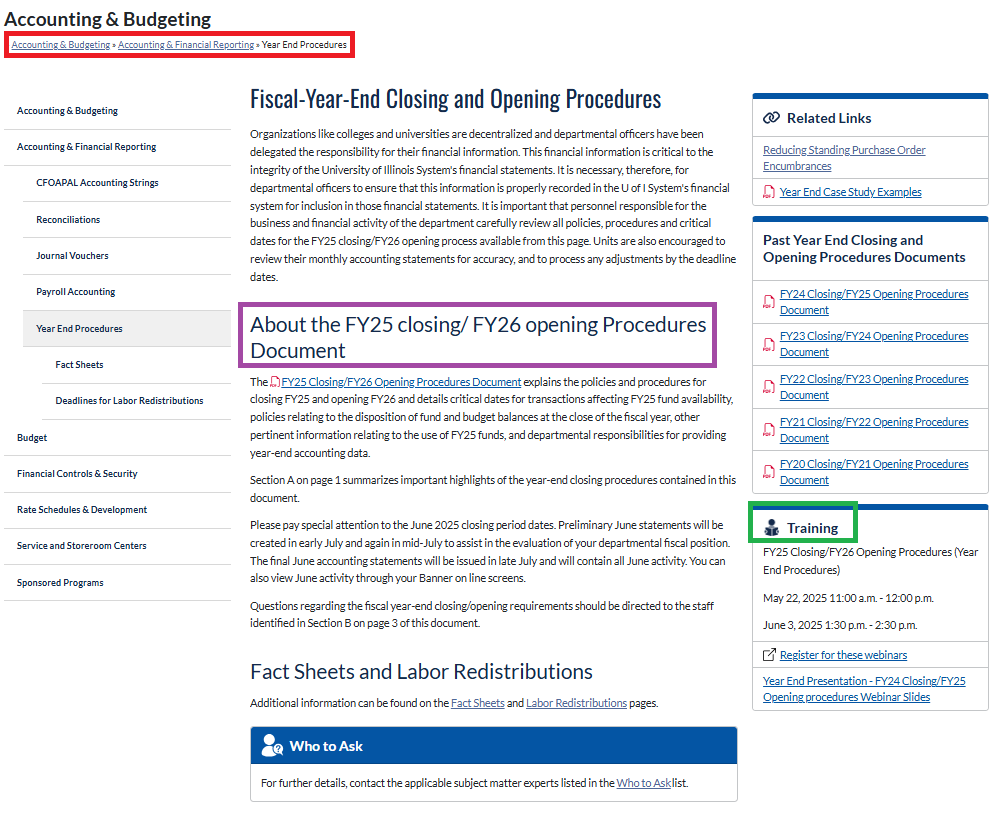 Accounting & Budgeting
Accounting & Budgeting » Accounting & Financial Reporting » Year End Procedures
Accounting & Budgeting
Accounting & Financial Reporting
CFOAPAL Accounting Strings
Reconciliations
Journal Vouchers
Payroll Accounting
Year End Procedures
Fact Sheets
Deadlines for Labor Redistributions
Budget
Financial Controls & Security
Rate Schedules & Development
Service and Storeroom Centers
Sponsored Programs
Fiscal-Year-End Closing and Opening Procedures
Organizations like colleges and universities are decentralized and departmental officers have been
delegated the responsibility for their financial information. This financial information is critical to the
integrity of the University of Illinois System's financial statements. It is necessary, therefore, for
departmental officers to ensure that this information is properly recorded in the U of I System's financial
system for inclusion in those financial statements. It is important that personnel responsible for the
business and financial activity of the department carefully review all policies, procedures and critical
dates for the FY25 closing/FY26 opening process available from this page. Units are also encouraged to
review their monthly accounting statements for accuracy, and to process any adjustments by the deadline
dates.
About the FY25 closing/ FY26 opening Procedures
Document
The FY25 Closing/FY26 Opening Procedures Document explains the policies and procedures for
closing FY25 and opening FY26 and details critical dates for transactions affecting FY25 fund availability,
policies relating to the disposition of fund and budget balances at the close of the fiscal year, other
pertinent information relating to the use of FY25 funds, and departmental responsibilities for providing
year-end accounting data.
Section A on page 1 summarizes important highlights of the year-end closing procedures contained in this
document.
Please pay special attention to the June 2025 closing period dates. Preliminary June statements will be
created in early July and again in mid-July to assist in the evaluation of your departmental fiscal position.
The final June accounting statements will be issued in late July and will contain all June activity. You can
also view June activity through your Banner on line screens.
Questions regarding the fiscal year-end closing/opening requirements should be directed to the staff
identified in Section B on page 3 of this document.
Fact Sheets and Labor Redistributions
Additional information can be found on the Fact Sheets and Labor Redistributions pages.
Who to Ask
For further details, contact the applicable subject matter experts listed in the Who to Ask list.
Related Links
Reducing Standing Purchase Order
Encumbrances
Year End Case Study Examples
Past Year End Closing and
Opening Procedures Documents
FY24 Closing/FY25 Opening Procedures
Document
FY23 Closing/FY24 Opening Procedures
Document
FY22 Closing/FY23 Opening Procedures
Document
FY21 Closing/FY22 Opening Procedures
Document
FY20 Closing/FY21 Opening Procedures
Document
Training
FY25 Closing/FY26 Opening Procedures (Year
End Procedures)
May 22, 2025 11:00 a.m. - 12:00 p.m.
June 3, 2025 1:30 p.m. - 2:30 p.m.
Register for these webinars
Year End Presentation - FY24 Closing/FY25
Opening procedures Webinar Slides